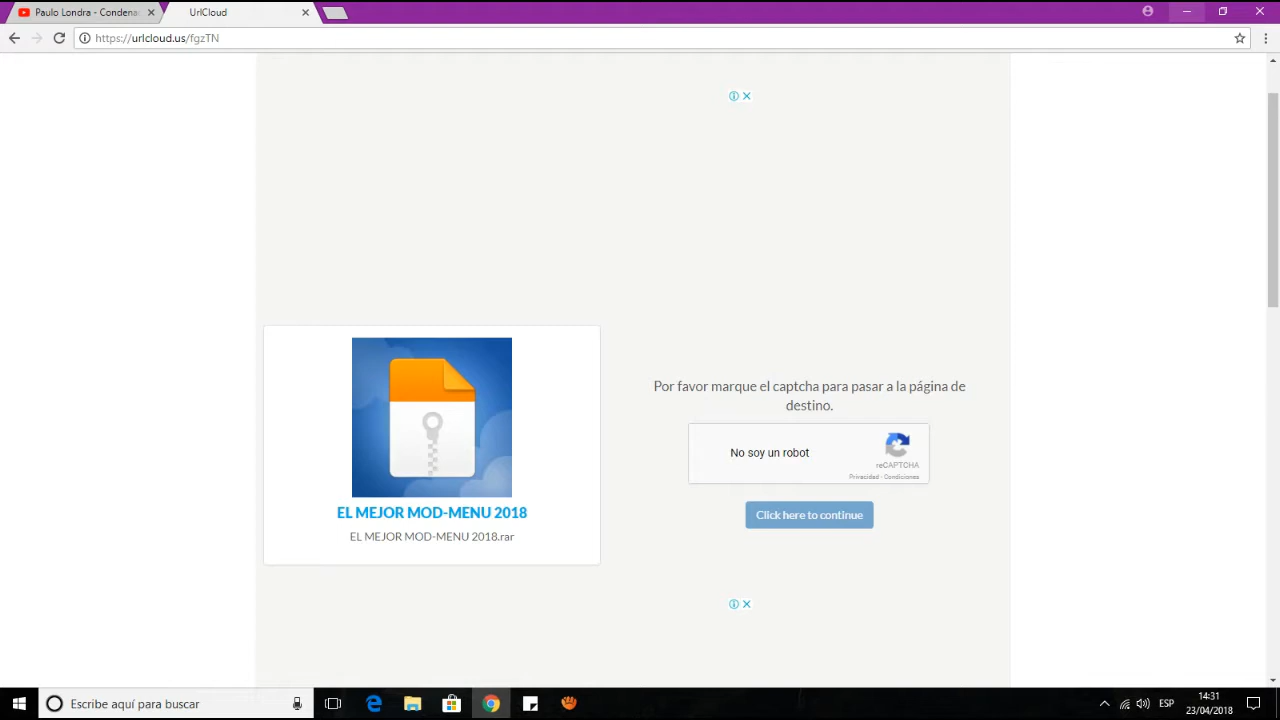 Paulo Londra - Condena
UrlCloud
https://urlcloud.us/fgzTN
EL MEJOR MOD-MENU 2018
EL MEJOR MOD-MENU 2018.rar
Por favor marque el captcha para pasar a la página de
destino.
No soy un robot
reCAPTCHA
Privacidad - Condiciones
Click here to continue
Escribe aquí para buscar
ESP
14:31
23/04/2018